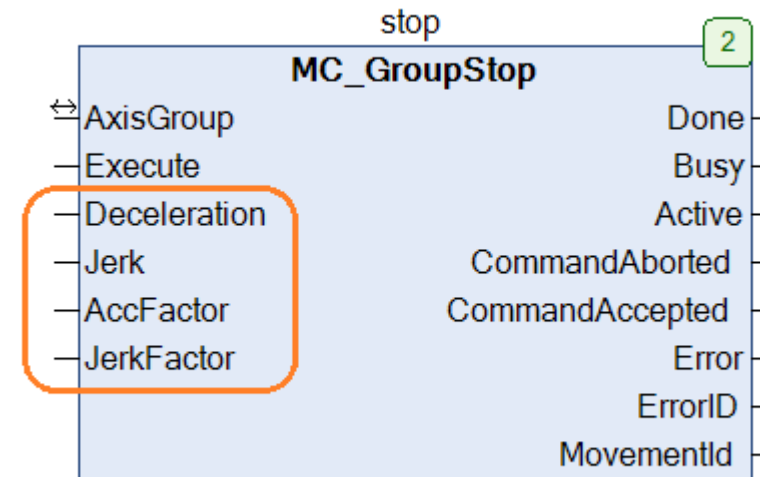 stop
2
MC_GroupStop
AxisGroup Done
Execute Busy
Deceleration Active
Jerk CommandAborted
AccFactor CommandAccepted
JerkFactor Error
ErrorID
MovementId